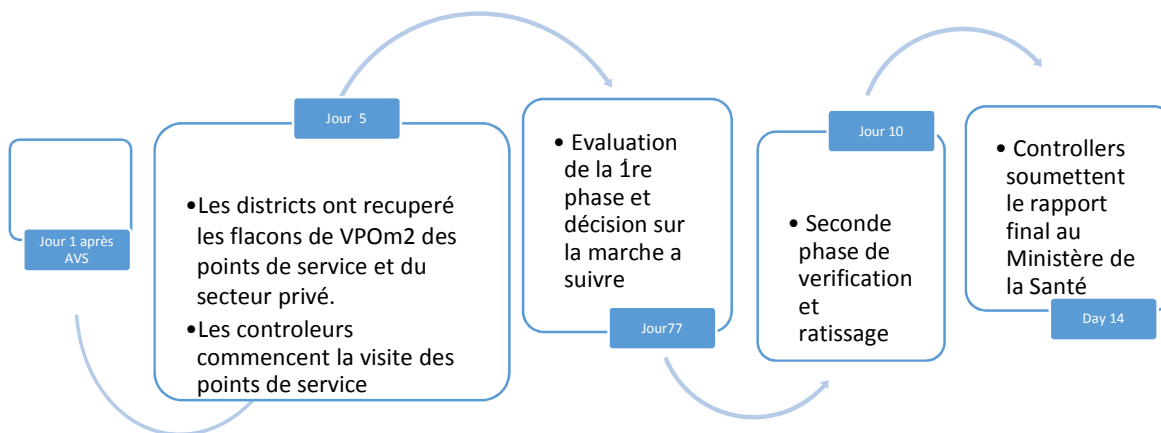 Jour 1 après
AVS
Jour 5
•Les districts ont recuperé
les flacons de VPOm2 des
points de service et du
secteur privé.
•Les controleurs
commencent la visite des
points de service
• Evaluation
de la 1́re
phase et
décision sur
la marche a
suivre
Jour77
Jour 10
• Seconde
phase de
verification
et
ratissage
• Controllers
soumettent
le rapport
final au
Ministère de
la Santé
Day 14